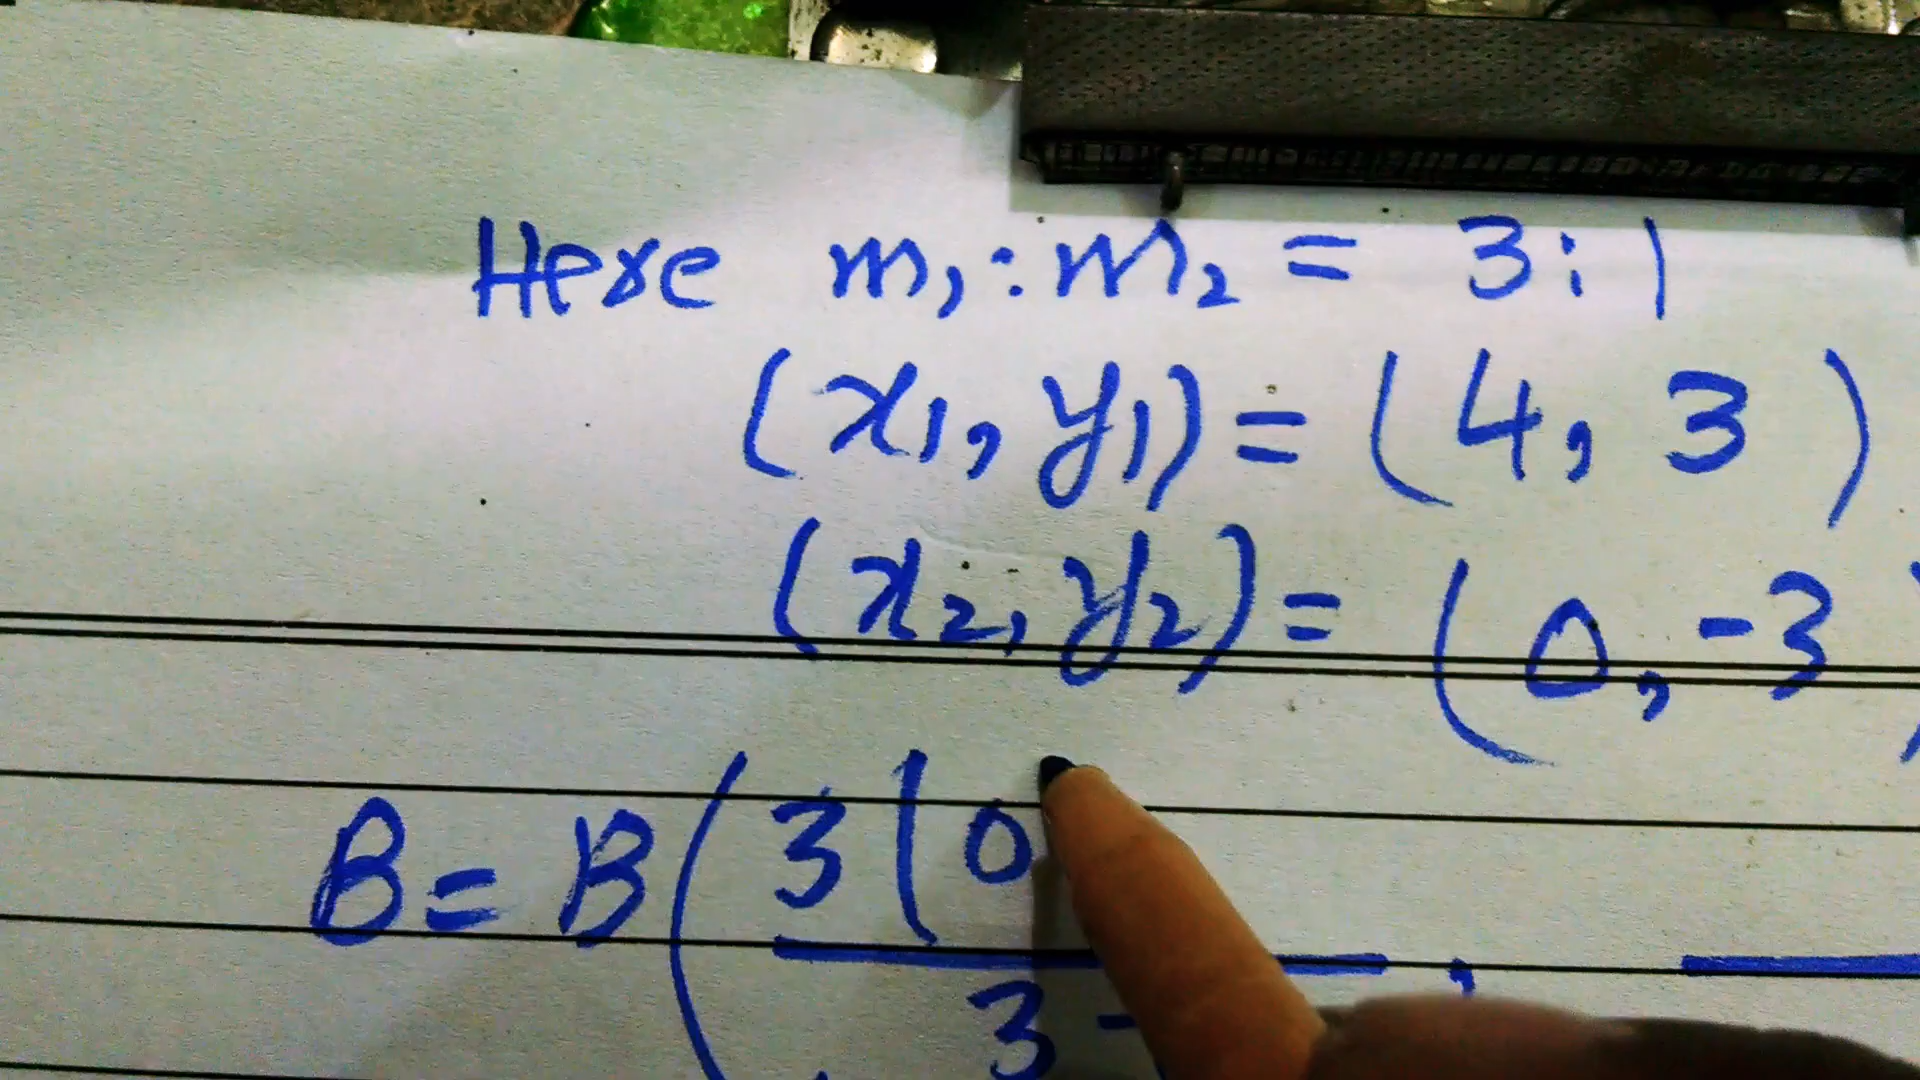 Here m₁:m₂ = 3:1
(x₁, y₁) = (4, 3)
(x₂, y₂) = (0, -3)
B = B(3(0 ,
3 -